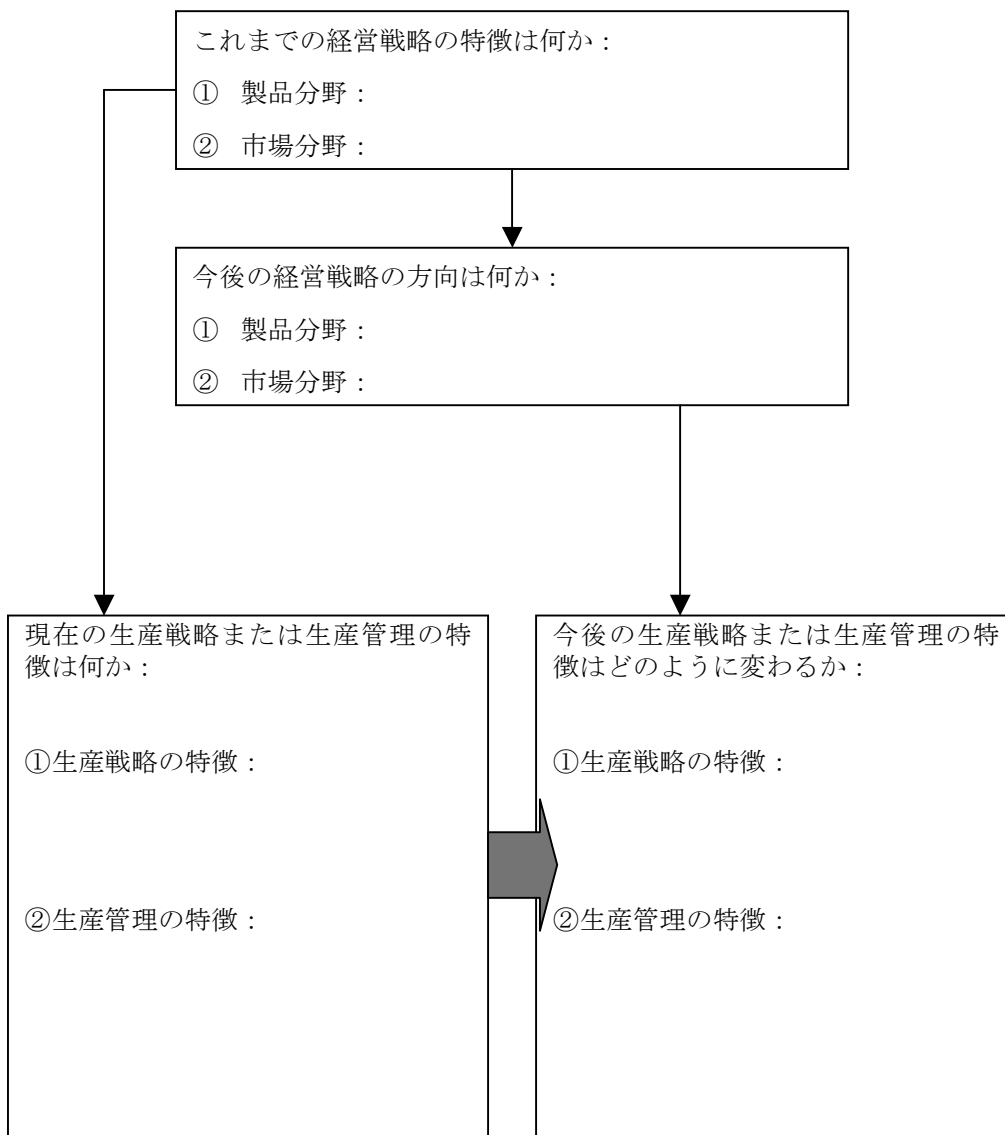 これまでの経営戦略の特徴は何か：
① 製品分野：
② 市場分野：
今後の経営戦略の方向は何か：
① 製品分野：
② 市場分野：
現在の生産戦略または生産管理の特
徴は何か：
①生産戦略の特徴：
②生産管理の特徴：
今後の生産戦略または生産管理の特
徴はどのように変わるか：
①生産戦略の特徴：
②生産管理の特徴：